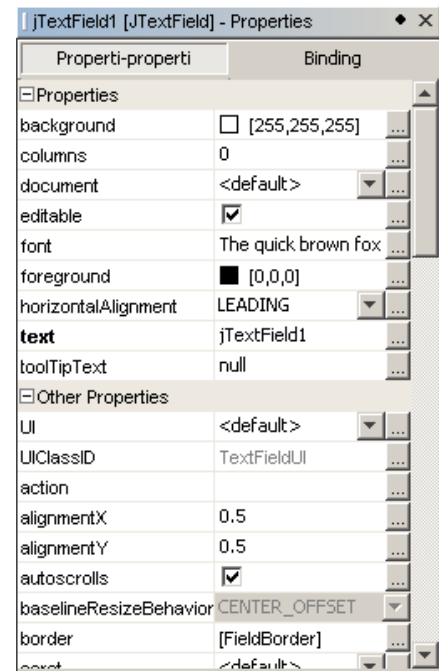 jTextField1 [JTextField] - Properties
Properti-properti Binding
Properties
background [255,255,255] ...
columns 0 ...
document <default> ...
editable ...
font The quick brown fox ...
foreground [0,0,0] ...
horizontalAlignment LEADING ...
text jTextField1 ...
toolTipText null ...
Other Properties
UI <default> ...
UIClassID TextFieldUI ...
action ...
alignmentX 0.5 ...
alignmentY 0.5 ...
autoscrolls ...
baselineResizeBehavior CENTER_OFFSET
border [FieldBorder] ...
caret <default> ...